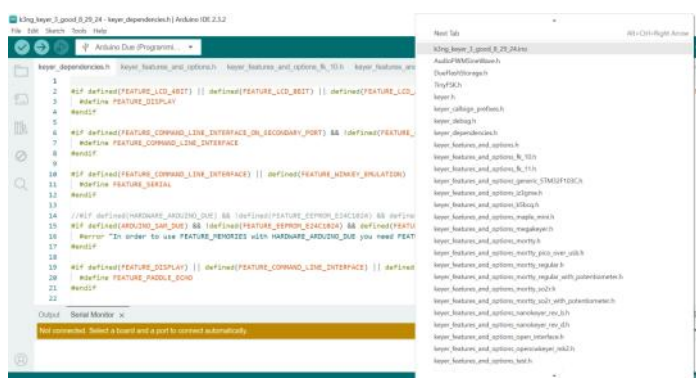 k3ng_keyer_3_good_8_29_24 - keyer_dependencies.h | Arduino IDE 2.3.2
File Edit Sketch Tools Help
Arduino Due (Programmi...
keyer_dependencies.h keyer_features_and_options.h keyer_features_and_options_fk_10.h keyer_features_an
1
2 #if defined(FEATURE_LCD_4BIT) || defined(FEATURE_LCD_8BIT) || defined(FEATURE_LCD_
3 #define FEATURE_DISPLAY
4 #endif
5
6 #if defined(FEATURE_COMMAND_LINE_INTERFACE_ON_SECONDARY_PORT) && !defined(FEATURE_
7 #define FEATURE_COMMAND_LINE_INTERFACE
8 #endif
9
10 #if defined(FEATURE_COMMAND_LINE_INTERFACE) || defined(FEATURE_WINKEY_EMULATION)
11 #define FEATURE_SERIAL
12 #endif
13
14 //#if defined(HARDWARE_ARDUINO_DUE) && !defined(FEATURE_EEPROM_E24C1024) && define
15 #if defined(ARDUINO_SAM_DUE) && !defined(FEATURE_EEPROM_E24C1024) && defined(FEATU
16 #error "In order to use FEATURE_MEMORIES with HARDWARE_ARDUINO_DUE you need FEAT
17 #endif
18
19 #if defined(FEATURE_DISPLAY) || defined(FEATURE_COMMAND_LINE_INTERFACE) || defined
20 #define FEATURE_PADDLE_ECHO
21 #endif
22
Output Serial Monitor ×
Not connected. Select a board and a port to connect automatically.
Next Tab Alt+Ctrl+Right Arrow
k3ng_keyer_3_good_8_29_24.ino
AudioPWMSineWave.h
DueFlashStorage.h
TinyFSK.h
keyer.h
keyer_callsign_prefixes.h
keyer_debug.h
keyer_dependencies.h
keyer_features_and_options.h
keyer_features_and_options_fk_10.h
keyer_features_and_options_fk_11.h
keyer_features_and_options_generic_STM32F103C.h
keyer_features_and_options_iz3gme.h
keyer_features_and_options_k5bcq.h
keyer_features_and_options_maple_mini.h
keyer_features_and_options_megakeyer.h
keyer_features_and_options_mortty.h
keyer_features_and_options_mortty_pico_over_usb.h
keyer_features_and_options_mortty_regular.h
keyer_features_and_options_mortty_regular_with_potentiometer.h
keyer_features_and_options_mortty_so2r.h
keyer_features_and_options_mortty_so2r_with_potentiometer.h
keyer_features_and_options_nanokeyer_rev_b.h
keyer_features_and_options_nanokeyer_rev_d.h
keyer_features_and_options_open_interface.h
keyer_features_and_options_opencwkeyer_mk2.h
keyer_features_and_options_test.h